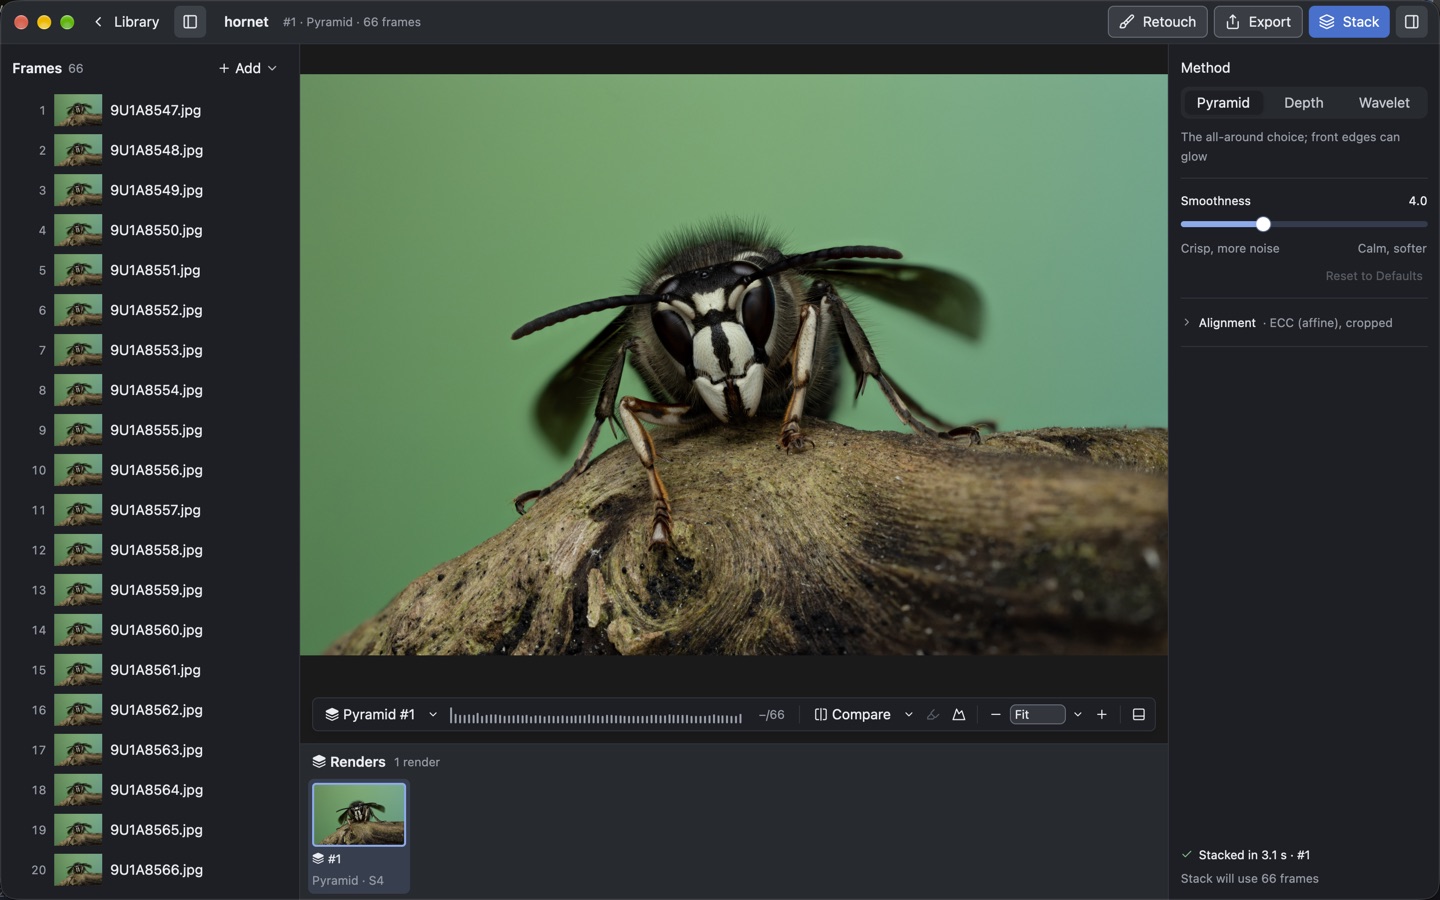 Library
hornet
#1 · Pyramid · 66 frames
Retouch
Export
Stack
Frames 66
+ Add
1 9U1A8547.jpg
2 9U1A8548.jpg
3 9U1A8549.jpg
4 9U1A8550.jpg
5 9U1A8551.jpg
6 9U1A8552.jpg
7 9U1A8553.jpg
8 9U1A8554.jpg
9 9U1A8555.jpg
10 9U1A8556.jpg
11 9U1A8557.jpg
12 9U1A8558.jpg
13 9U1A8559.jpg
14 9U1A8560.jpg
15 9U1A8561.jpg
16 9U1A8562.jpg
17 9U1A8563.jpg
18 9U1A8564.jpg
19 9U1A8565.jpg
20 9U1A8566.jpg
Pyramid #1
–/66
Compare
Fit
Renders 1 render
#1
Pyramid · S4
Method
Pyramid Depth Wavelet
The all-around choice; front edges can
glow
Smoothness 4.0
Crisp, more noise Calm, softer
Reset to Defaults
Alignment · ECC (affine), cropped
Stacked in 3.1 s · #1
Stack will use 66 frames